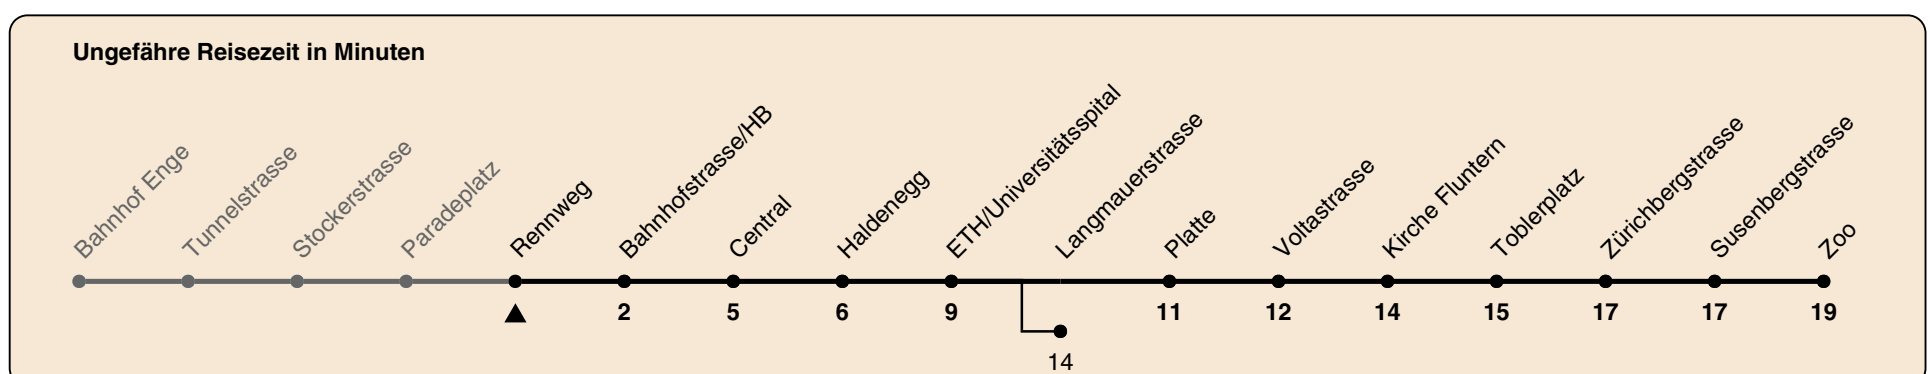 Ungefähre Reisezeit in Minuten
Bahnhof Enge
Tunnelstrasse
Stockerstrasse
Paradeplatz
Rennweg
Bahnhofstrasse/HB
Central
Haldenegg
ETH/Universitätsspital
Langmauerstrasse
Platte
Voltastrasse
Kirche Fluntern
Toblerplatz
Zürichbergstrasse
Susenbergstrasse
Zoo
2 5 6 9 11 12 14 15 17 17 19
14